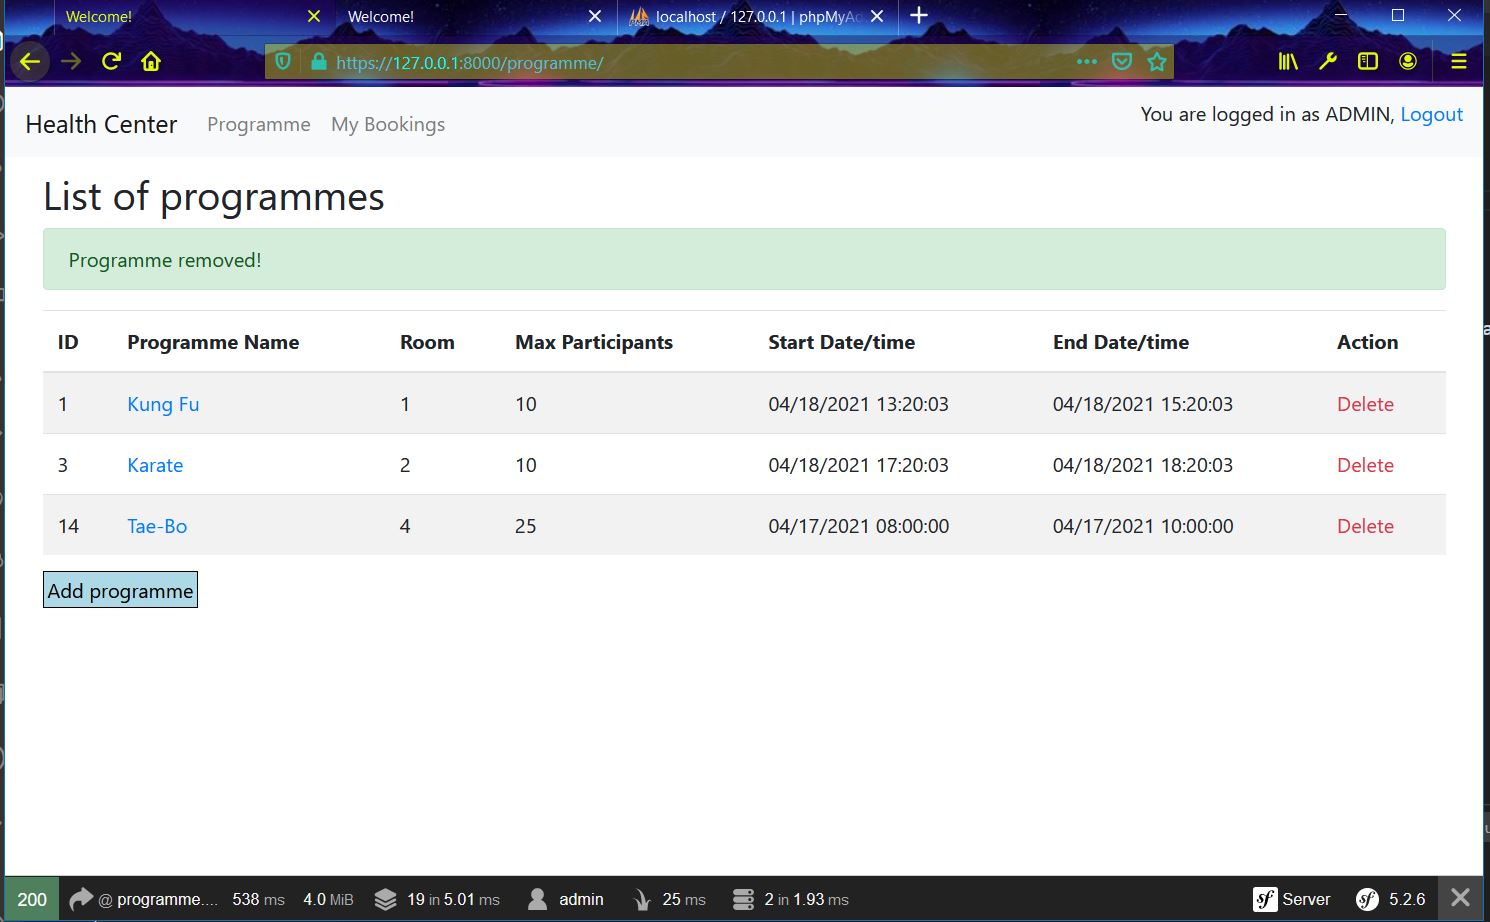 Welcome!
Welcome!
localhost / 127.0.0.1 | phpMyAd
https://127.0.0.1:8000/programme/
Health Center Programme My Bookings You are logged in as ADMIN, Logout
List of programmes
Programme removed!
ID Programme Name Room Max Participants Start Date/time End Date/time Action
1 Kung Fu 1 10 04/18/2021 13:20:03 04/18/2021 15:20:03 Delete
3 Karate 2 10 04/18/2021 17:20:03 04/18/2021 18:20:03 Delete
14 Tae-Bo 4 25 04/17/2021 08:00:00 04/17/2021 10:00:00 Delete
Add programme
200 @ programme.... 538 ms 4.0 MiB 19 in 5.01 ms admin 25 ms 2 in 1.93 ms sf Server sf 5.2.6